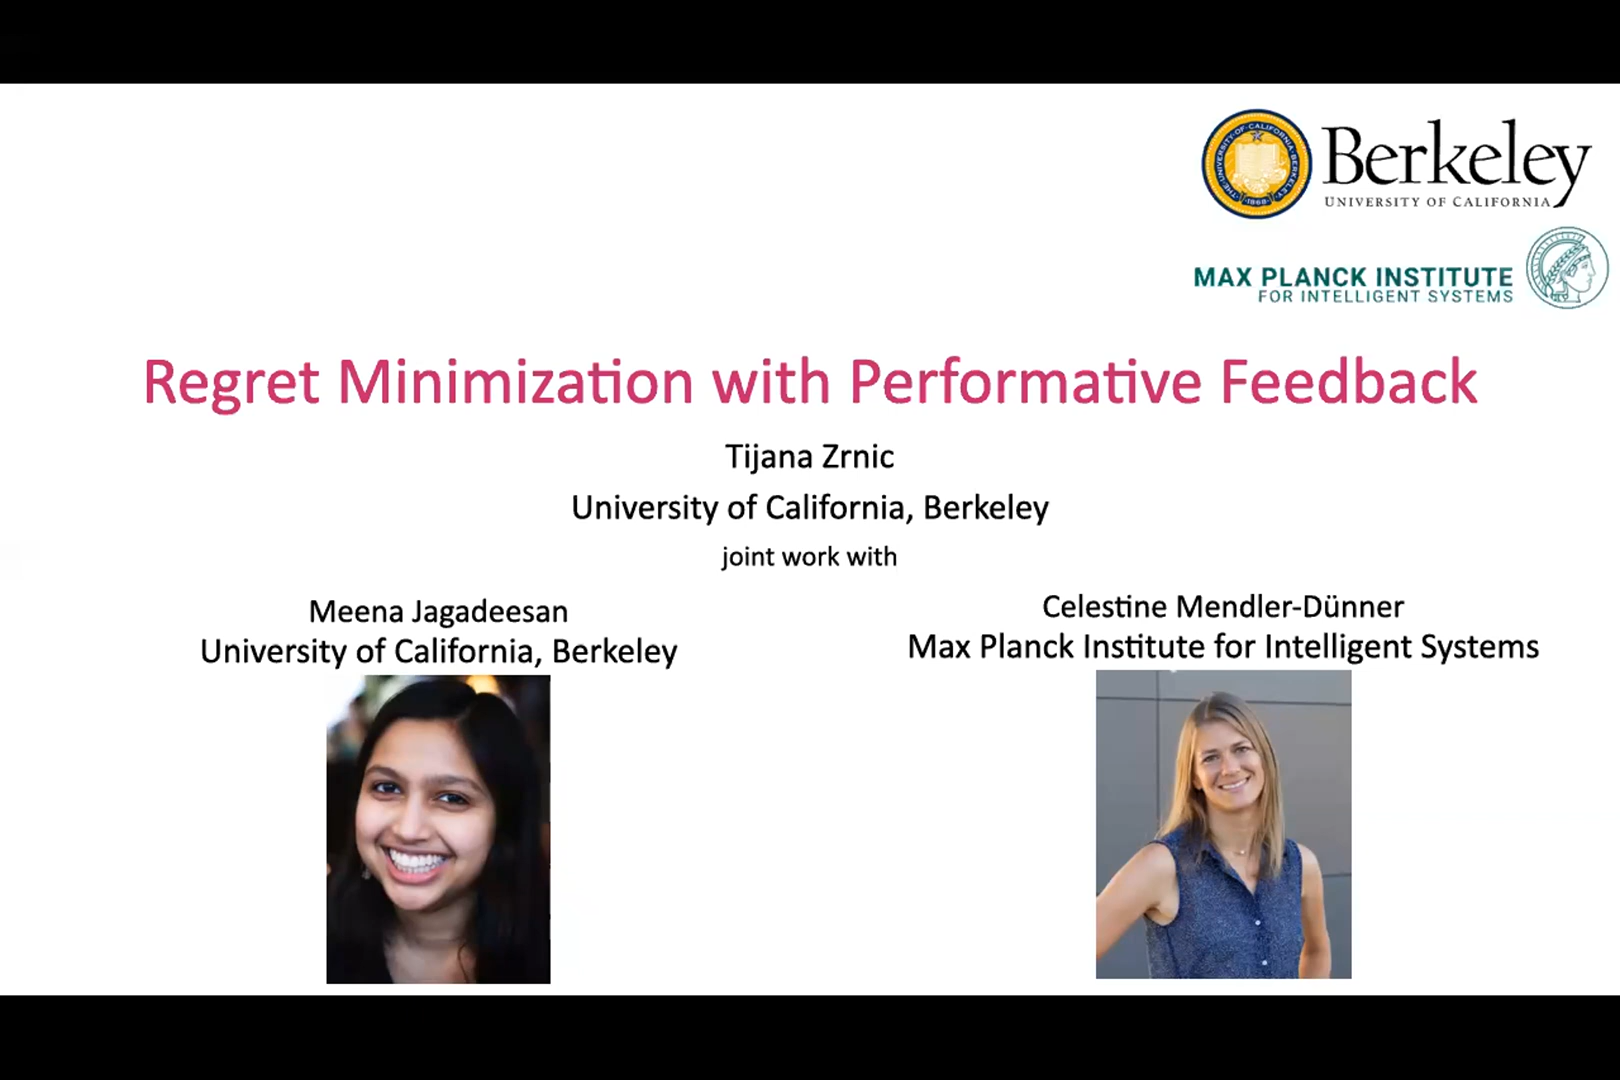 Berkeley
UNIVERSITY OF CALIFORNIA
MAX PLANCK INSTITUTE
FOR INTELLIGENT SYSTEMS
Regret Minimization with Performative Feedback
Tijana Zrnic
University of California, Berkeley
joint work with
Meena Jagadeesan
University of California, Berkeley
Celestine Mendler-Dünner
Max Planck Institute for Intelligent Systems